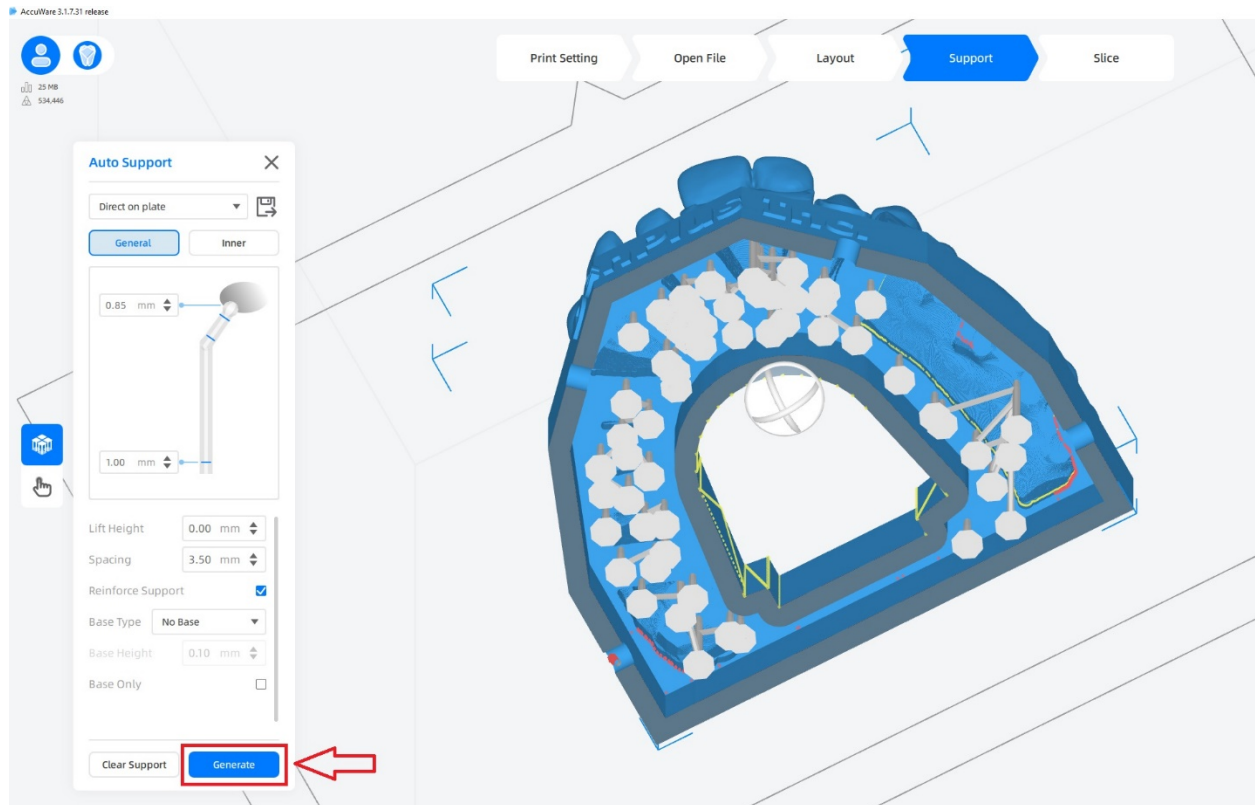 AccuWare 3.1.7.31 release
Print Setting
Open File
Layout
Support
Slice
25 MB
534,446
Auto Support
Direct on plate
General
Inner
0.85 mm
1.00 mm
Lift Height 0.00 mm
Spacing 3.50 mm
Reinforce Support
Base Type No Base
Base Height 0.10 mm
Base Only
Clear Support
Generate